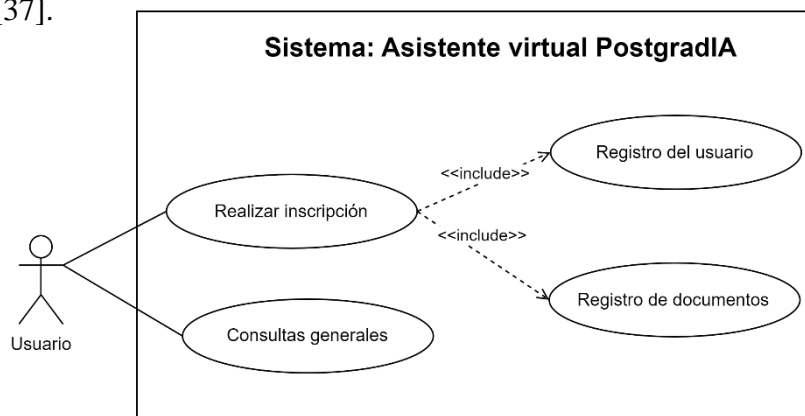 [37].
Sistema: Asistente virtual PostgradIA
Registro del usuario
<<include>>
Realizar inscripción
<<include>>
Registro de documentos
Consultas generales
Usuario